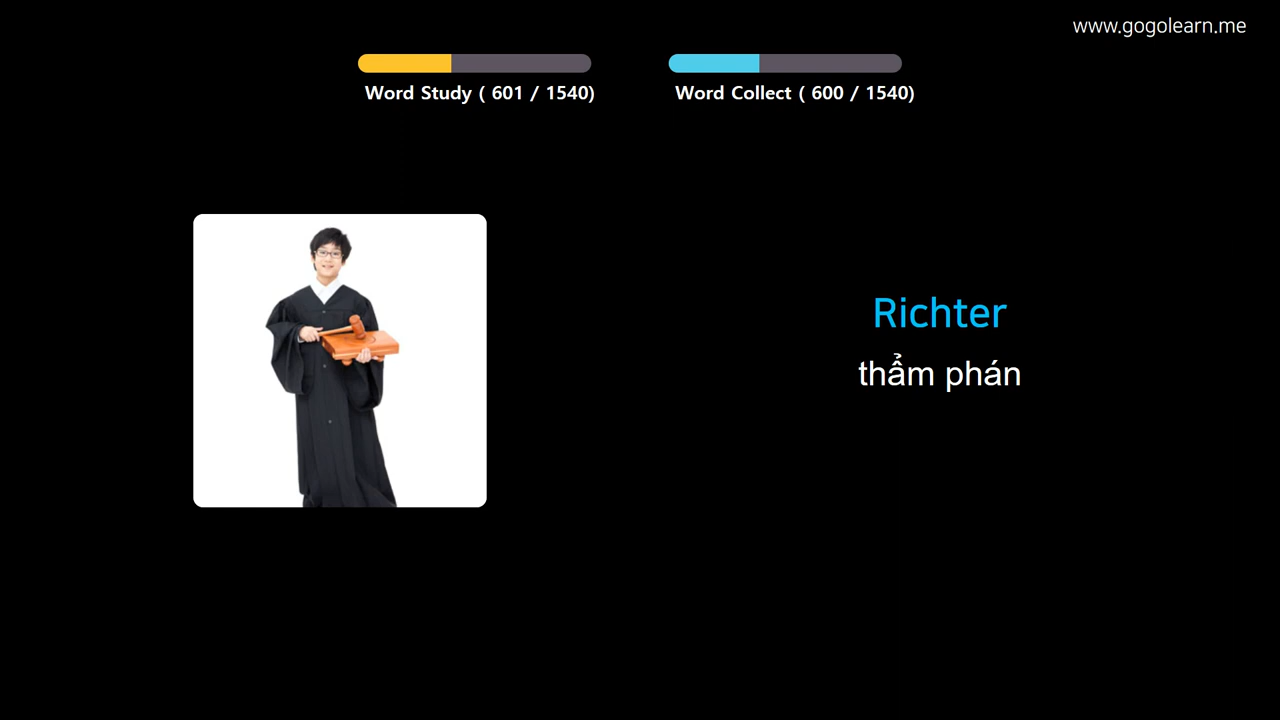 www.gogolearn.me
Word Study ( 601 / 1540)
Word Collect ( 600 / 1540)
Richter
thẩm phán